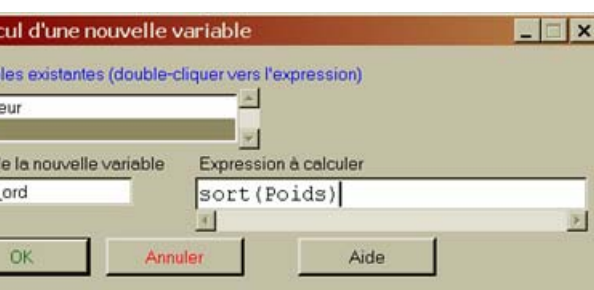 cul d'une nouvelle variable
les existantes (double-cliquer vers l'expression)
eur
e la nouvelle variable Expression à calculer
_ord sort(Poids)
OK Annuler Aide